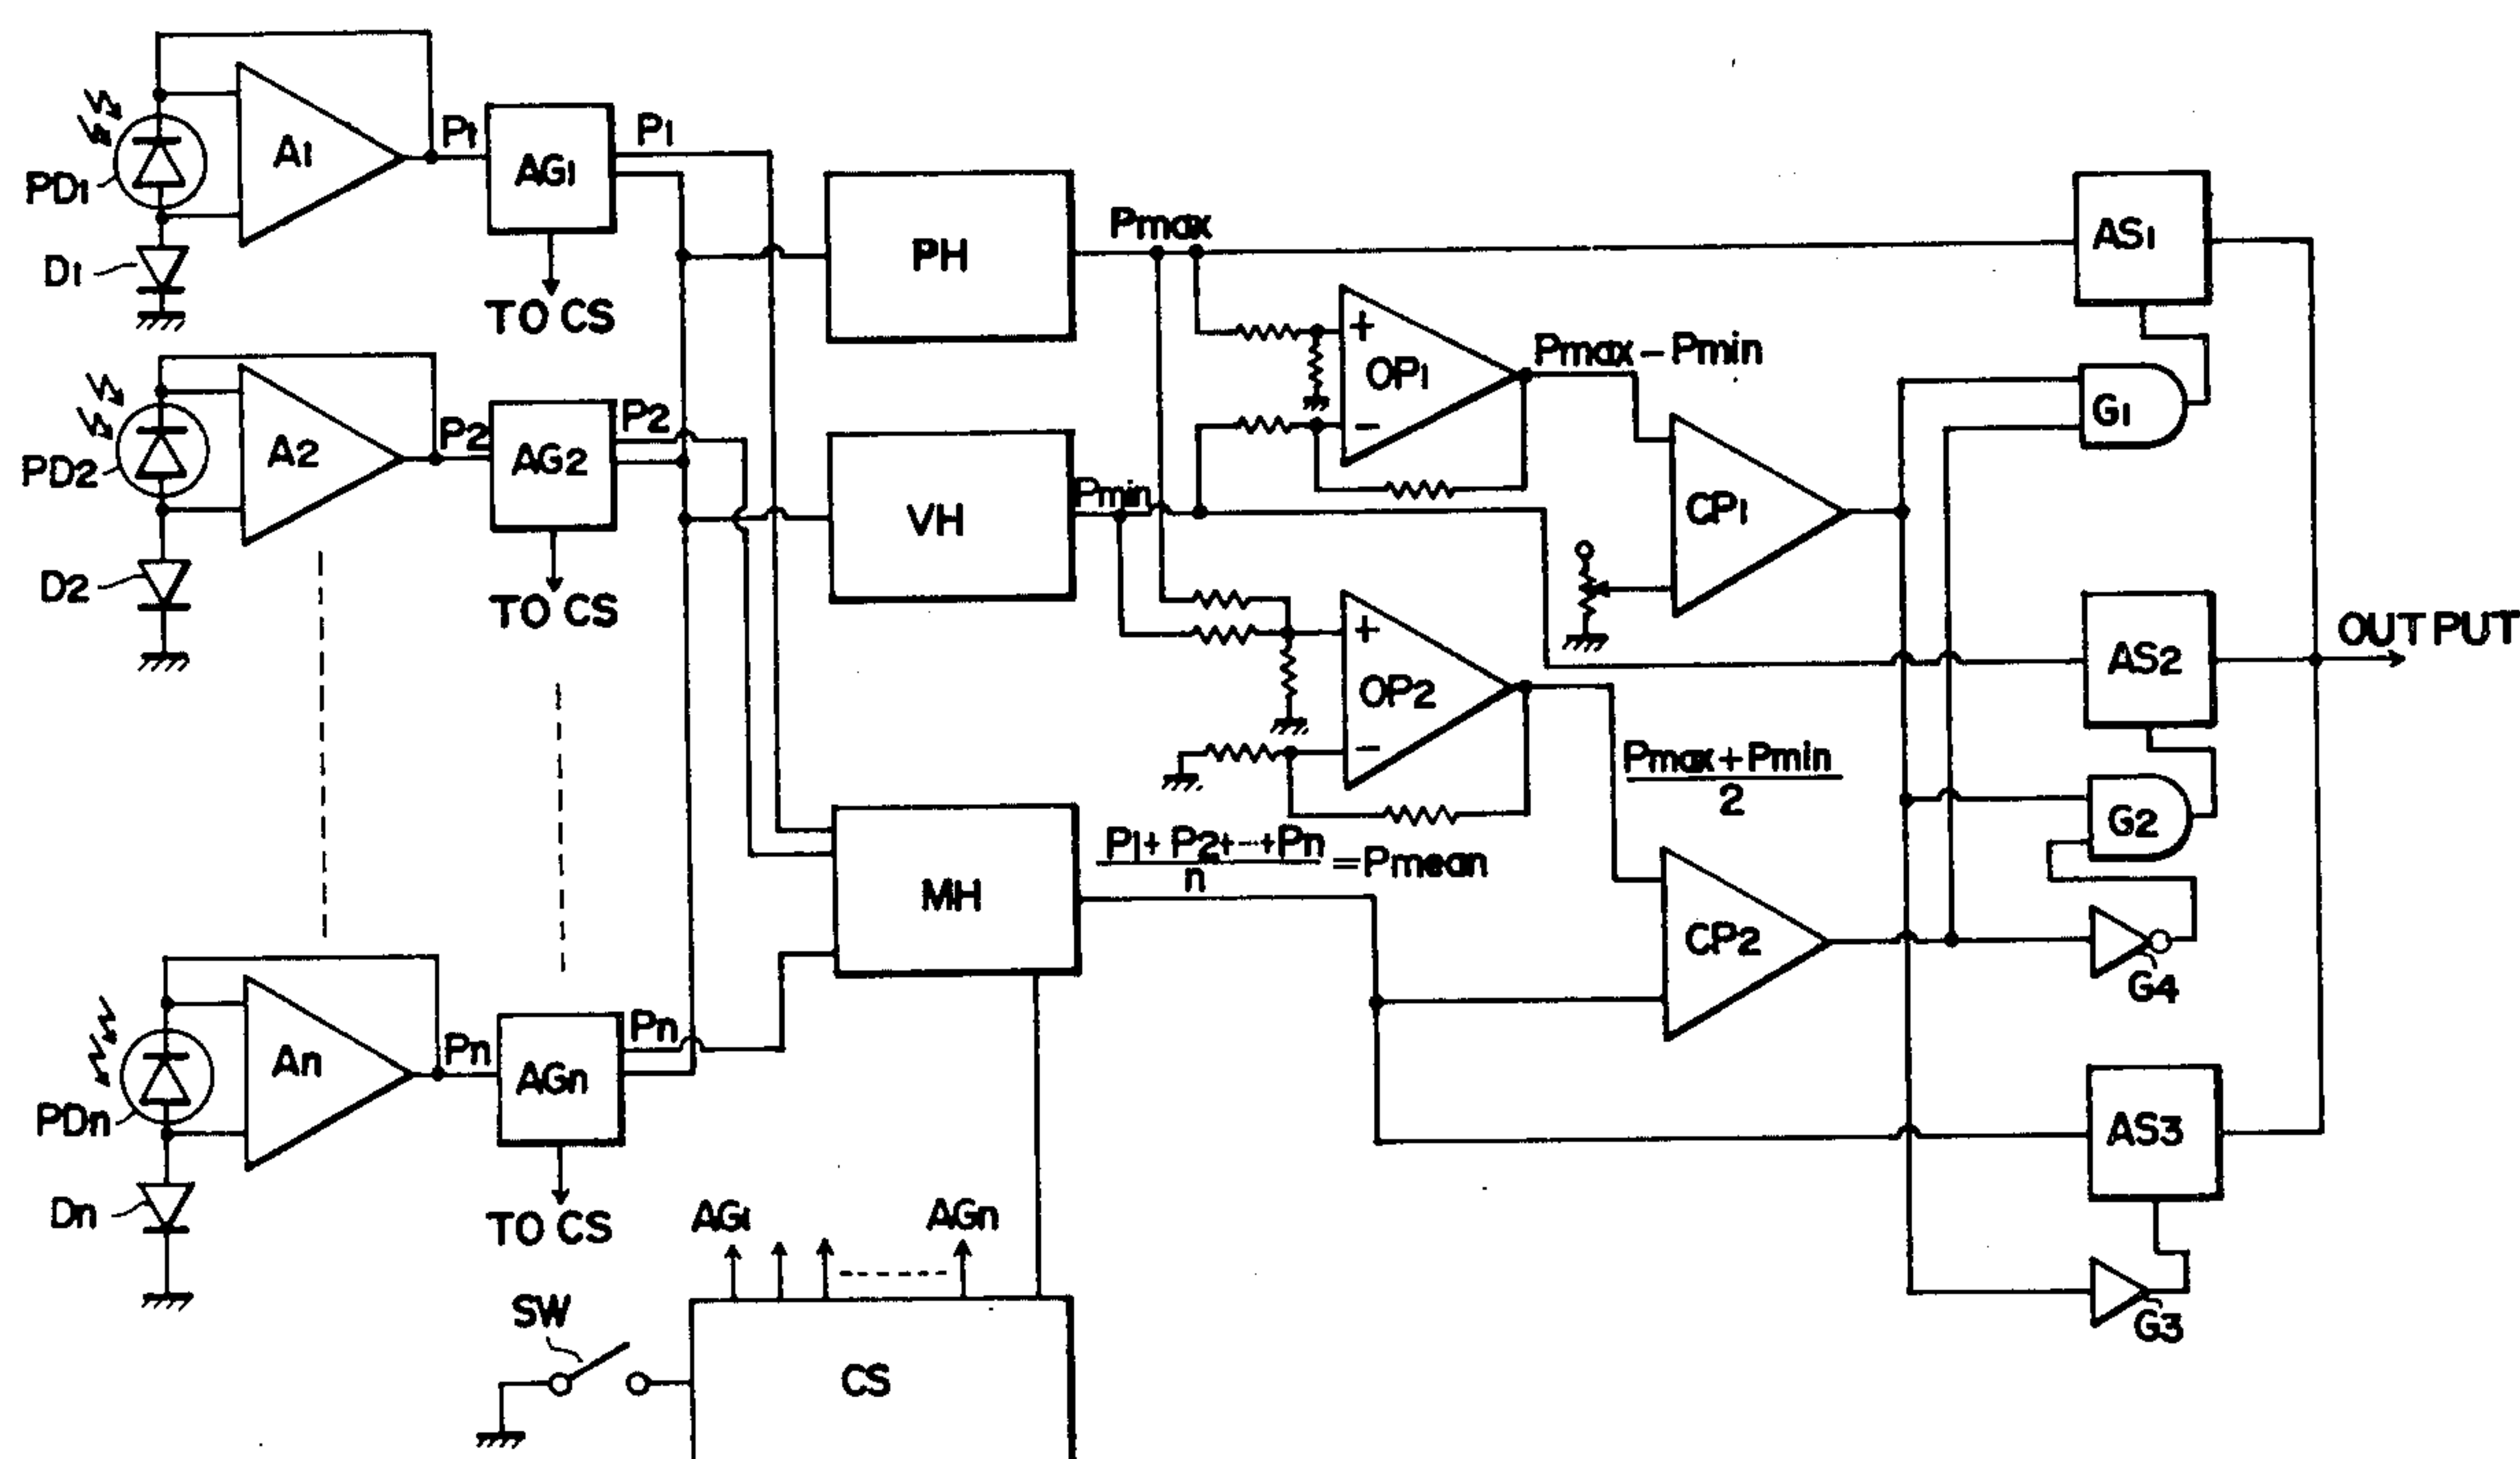 A1
P1
AG1
P1
PD1
D1
TO CS
PH
Pmax
AS1
OP1
+
−
Pmax − Pmin
G1
A2
P2
AG2
P2
PD2
D2
TO CS
VH
Pmin
CP1
OP2
+
−
AS2
OUTPUT
Pmax+Pmin
2
G2
MH
P1+ P2+--+Pn
n
=Pmean
CP2
G4
An
Pn
AGn
Pn
PDn
Dn
TO CS
AS3
G3
AG1
AGn
SW
CS